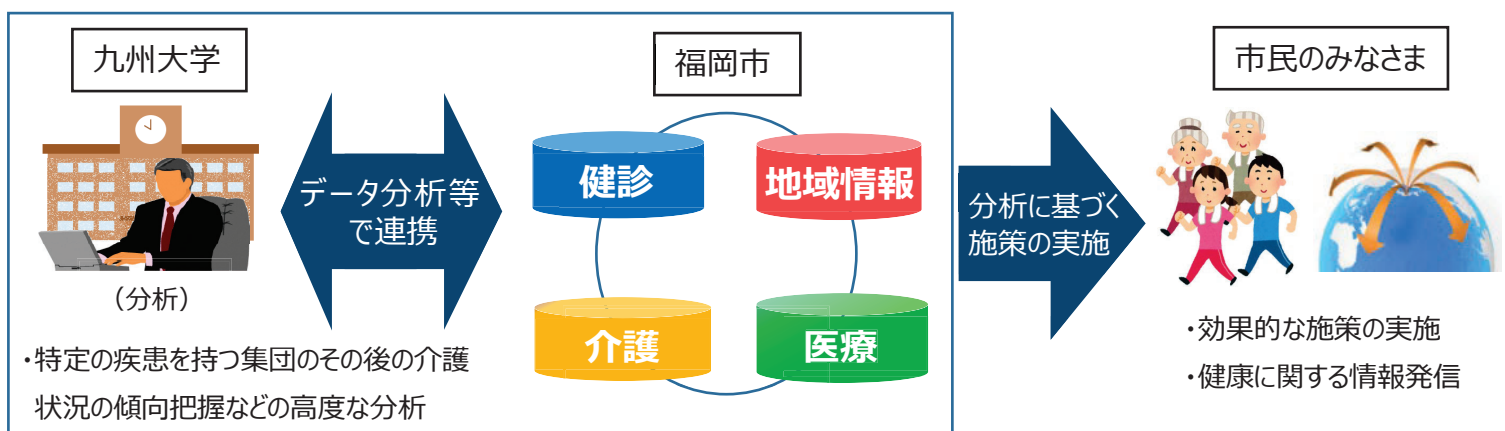 九州大学
(分析)
・特定の疾患を持つ集団のその後の介護
状況の傾向把握などの高度な分析
データ分析等
で連携
福岡市
健診
地域情報
介護
医療
分析に基づく
施策の実施
市民のみなさま
・効果的な施策の実施
・健康に関する情報発信